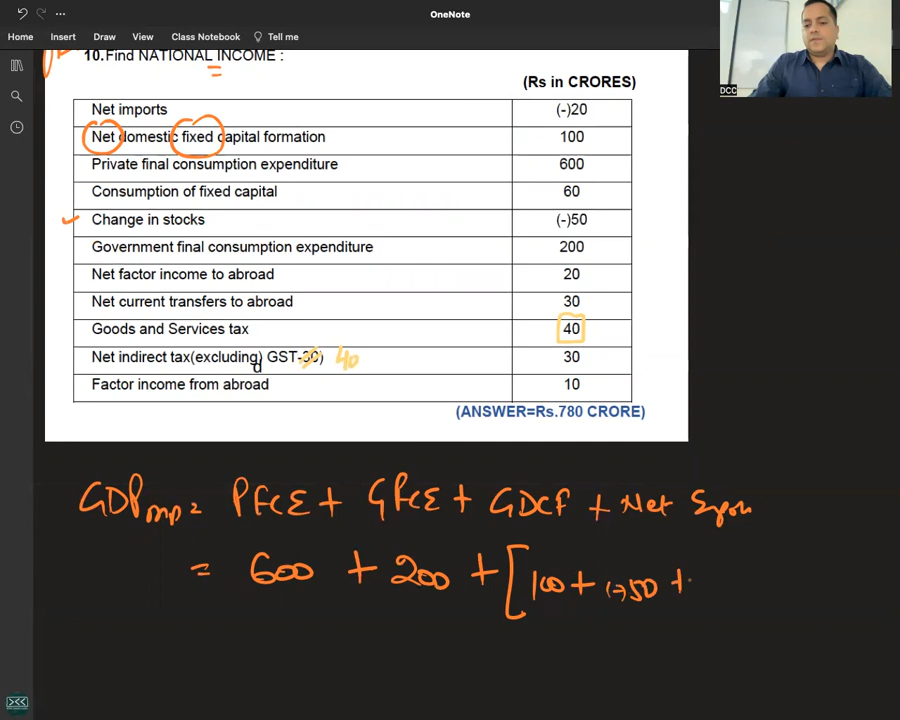 OneNote
Home Insert Draw View Class Notebook Tell me
DCC
10.Find NATIONAL INCOME :
(Rs in CRORES)
Net imports (-)20
Net domestic fixed capital formation 100
Private final consumption expenditure 600
Consumption of fixed capital 60
Change in stocks (-)50
Government final consumption expenditure 200
Net factor income to abroad 20
Net current transfers to abroad 30
Goods and Services tax 40
Net indirect tax(excluding) GST- ) 40 30
Factor income from abroad 10
(ANSWER=Rs.780 CRORE)
GDPmp = PFCE + GFCE + GDCF + Net Export
= 600 + 200 + [ 100 + (-) 50 +